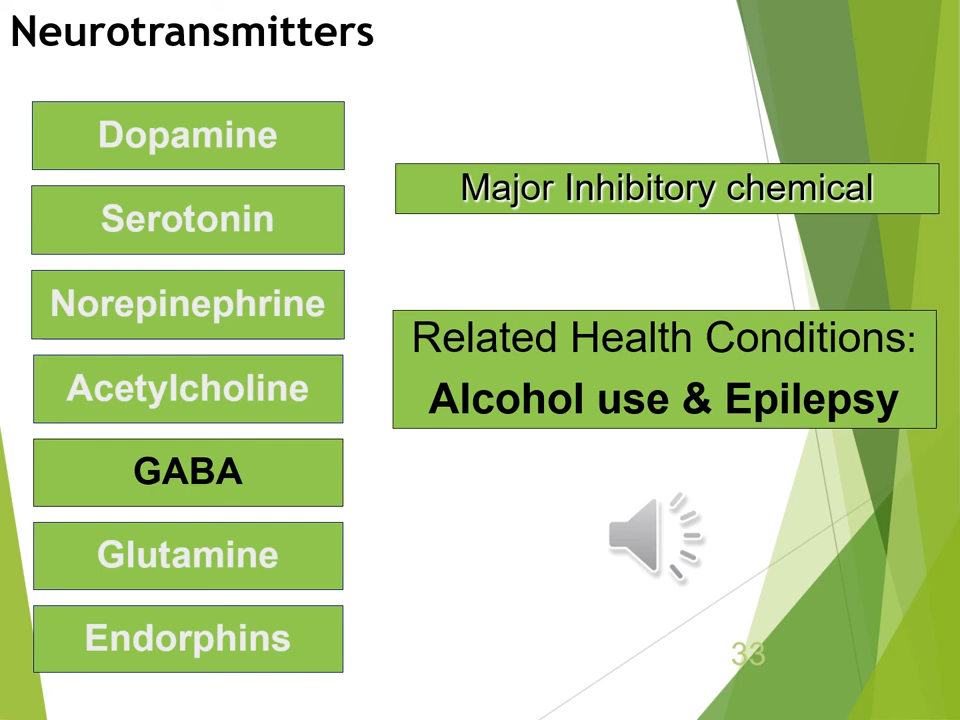 Neurotransmitters
Dopamine
Serotonin
Norepinephrine
Acetylcholine
GABA
Glutamine
Endorphins
Major Inhibitory chemical
Related Health Conditions:
Alcohol use & Epilepsy
33